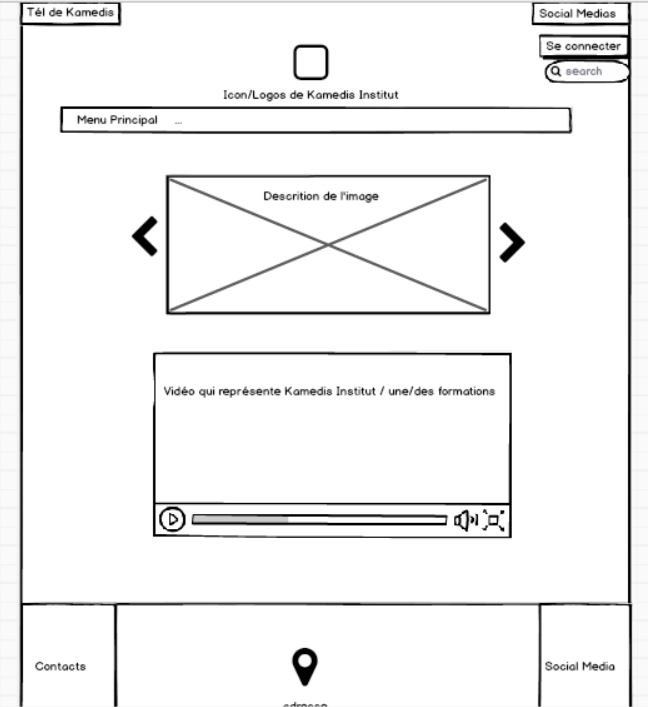 Tél de Kamedis
Social Medias
Se connecter
search
Icon/Logos de Kamedis Institut
Menu Principal ...
Descrition de l'image
Vidéo qui représente Kamedis Institut / une/des formations
Contacts
Social Media